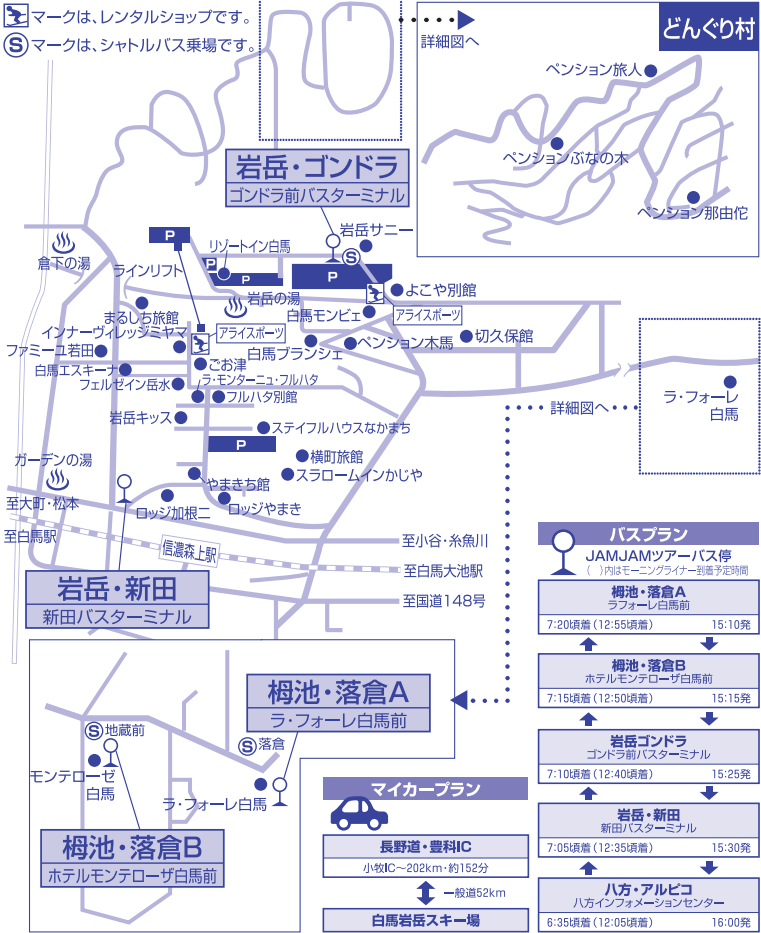 マークは、レンタルショップです。
Sマークは、シャトルバス乗場です。
詳細図へ
どんぐり村
ペンション旅人
ペンションぶなの木
ペンション那由佗
岩岳・ゴンドラ
ゴンドラ前バスターミナル
岩岳サニー
S
P
リゾートイン白馬
倉下の湯
ラインリフト
P
P
P
よこや別館
岩岳の湯
まるしち旅館
白馬モンビェ
アライスポーツ
インナーヴィレッジミヤマ
アライスポーツ
ファミーユ若田
白馬ブランシェ
ペンション木馬
切久保館
白馬エスキーナ
ごお津
フェルゼイン岳水
ラ・モンターニュ・フルハタ
フルハタ別館
ラ・フォーレ
白馬
詳細図へ
岩岳キッス
ステイフルハウスなかまち
P
ガーデンの湯
横町旅館
やまきち館
スラロームインかじや
至大町・松本
ロッジ加根二
ロッジやまき
至白馬駅
信濃森上駅
至小谷・糸魚川
至白馬大池駅
至国道148号
岩岳・新田
新田バスターミナル
栂池・落倉A
ラ・フォーレ白馬前
S地蔵前
S落倉
モンテローゼ
白馬
ラ・フォーレ白馬
栂池・落倉B
ホテルモンテローザ白馬前
マイカープラン
長野道・豊科IC
小牧IC〜202km・約152分
一般道52km
白馬岩岳スキー場
バスプラン
JAMJAMツアーバス停
( )内はモーニングライナー到着予定時間
栂池・落倉A
ラフォーレ白馬前
7:20頃着(12:55頃着) 15:10発
栂池・落倉B
ホテルモンテローザ白馬前
7:15頃着(12:50頃着) 15:15発
岩岳ゴンドラ
ゴンドラ前バスターミナル
7:10頃着(12:40頃着) 15:25発
岩岳・新田
新田バスターミナル
7:05頃着(12:35頃着) 15:30発
八方・アルピコ
八方インフォメーションセンター
6:35頃着(12:05頃着) 16:00発